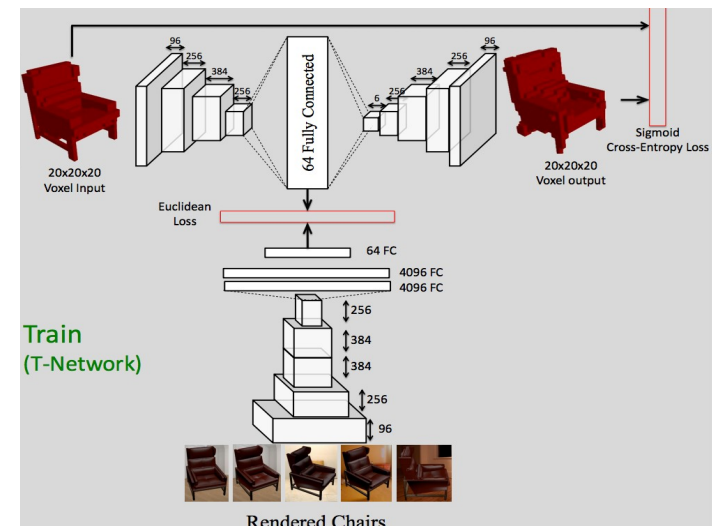 96
256
384
256
64 Fully Connected
6
256
384
256
96
20x20x20
Voxel Input
20x20x20
Voxel output
Sigmoid
Cross-Entropy Loss
Euclidean
Loss
64 FC
4096 FC
4096 FC
Train
(T-Network)
256
384
384
256
96
Rendered Chairs